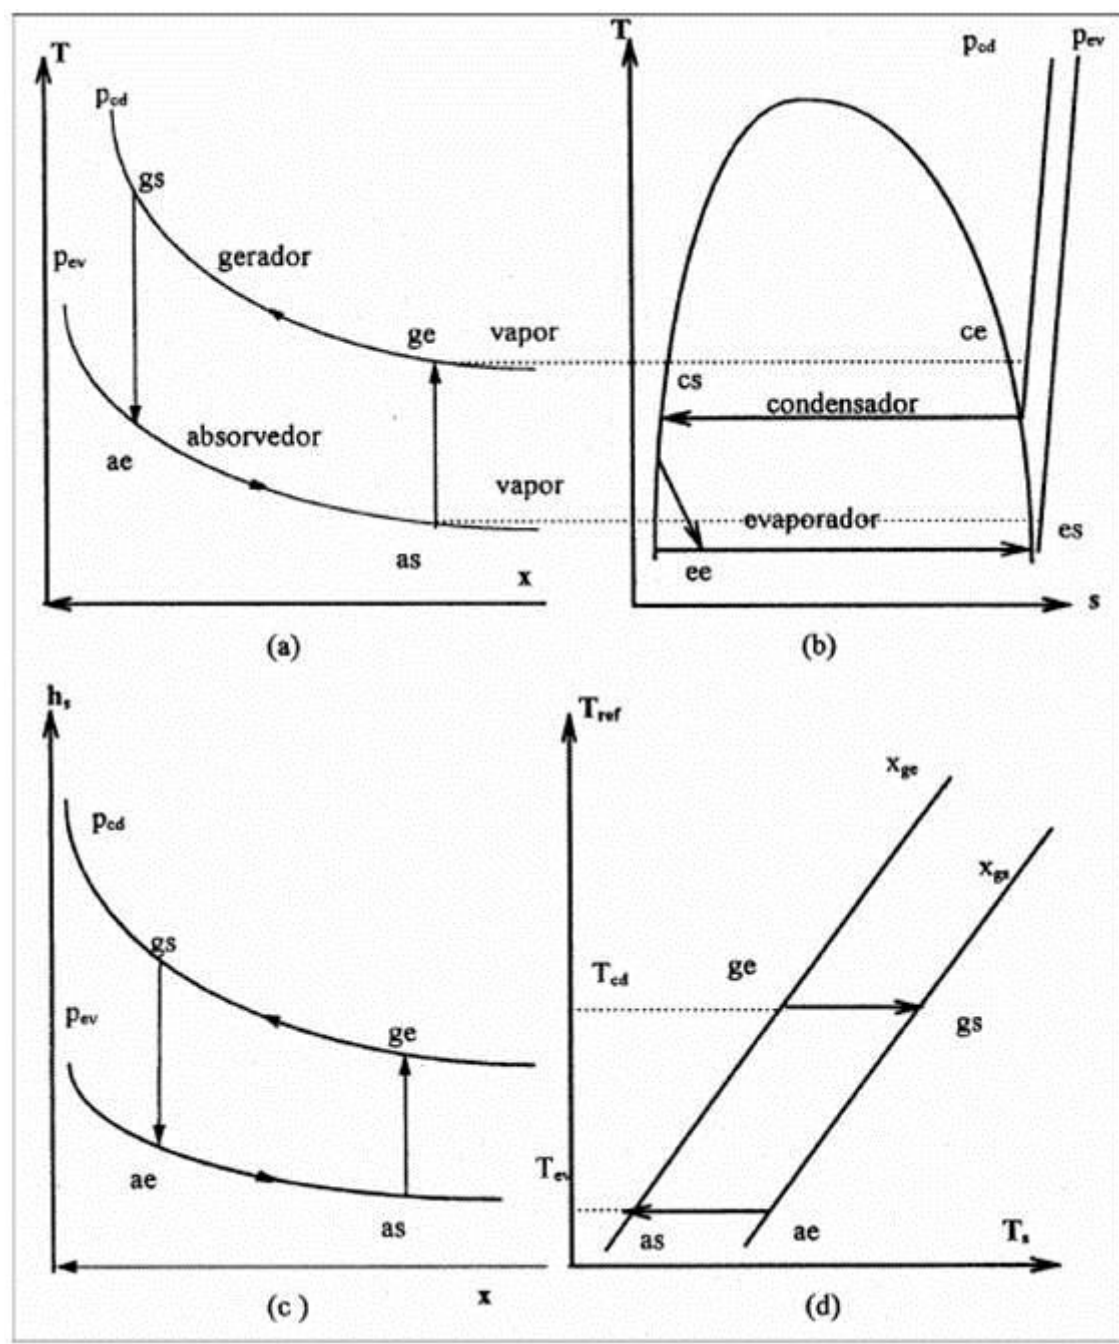 T
p_cd
gs
p_ev
gerador
ge
vapor
absorvedor
ae
vapor
as
x
(a)
T
p_cd
p_ev
ce
cs
condensador
evaporador
es
ee
s
(b)
h_s
p_cd
gs
p_ev
ge
ae
as
x
(c )
T_ref
x_ge
x_gs
ge
T_cd
gs
T_ev
as
ae
T_s
(d)